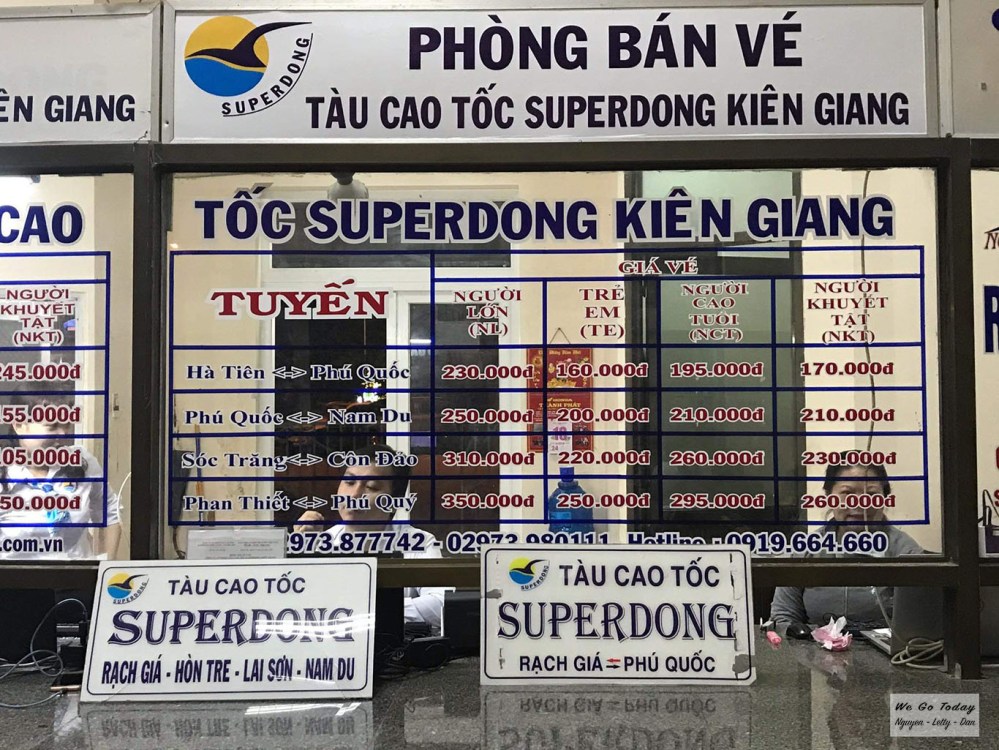 ÊN GIANG
SUPERDONG
PHÒNG BÁN VÉ
TÀU CAO TỐC SUPERDONG KIÊN GIANG
CAO
TỐC SUPERDONG KIÊN GIANG
NGƯỜI
KHUYẾT
TẬT
(NKT)
245.000đ
55.000đ
05.000đ
50.000đ
.com.vn
TUYẾN
GIÁ VÉ
NGƯỜI
LỚN
(NL)
TRẺ
EM
(TE)
NGƯỜI
CAO
TUỔI
(NCT)
NGƯỜI
KHUYẾT
TẬT
(NKT)
Hà Tiên <-> Phú Quốc 230.000đ 160.000đ 195.000đ 170.000đ
Phú Quốc <-> Nam Du 250.000đ 200.000đ 210.000đ 210.000đ
Sóc Trăng <-> Côn Đảo 310.000đ 220.000đ 260.000đ 230.000đ
Phan Thiết <-> Phú Quý 350.000đ 250.000đ 295.000đ 260.000đ
2973.877742 - 02973.980111 Hotline : 0919.664.660
SUPERDONG
TÀU CAO TỐC
SUPERDONG
RẠCH GIÁ - HÒN TRE - LẠI SƠN - NAM DU
SUPERDONG
TÀU CAO TỐC
SUPERDONG
RẠCH GIÁ PHÚ QUỐC
We Go Today
Nguyen - Letty - Dan